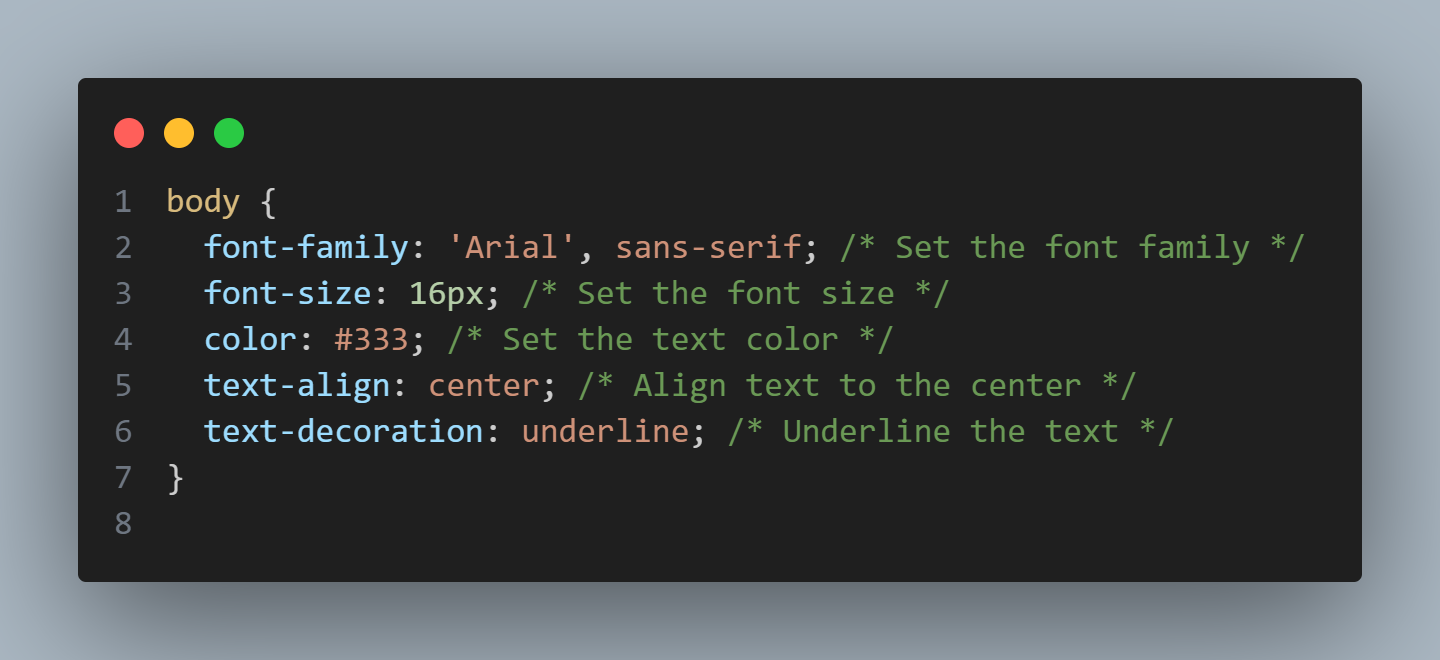 1 body {
2   font-family: 'Arial', sans-serif; /* Set the font family */
3   font-size: 16px; /* Set the font size */
4   color: #333; /* Set the text color */
5   text-align: center; /* Align text to the center */
6   text-decoration: underline; /* Underline the text */
7 }
8